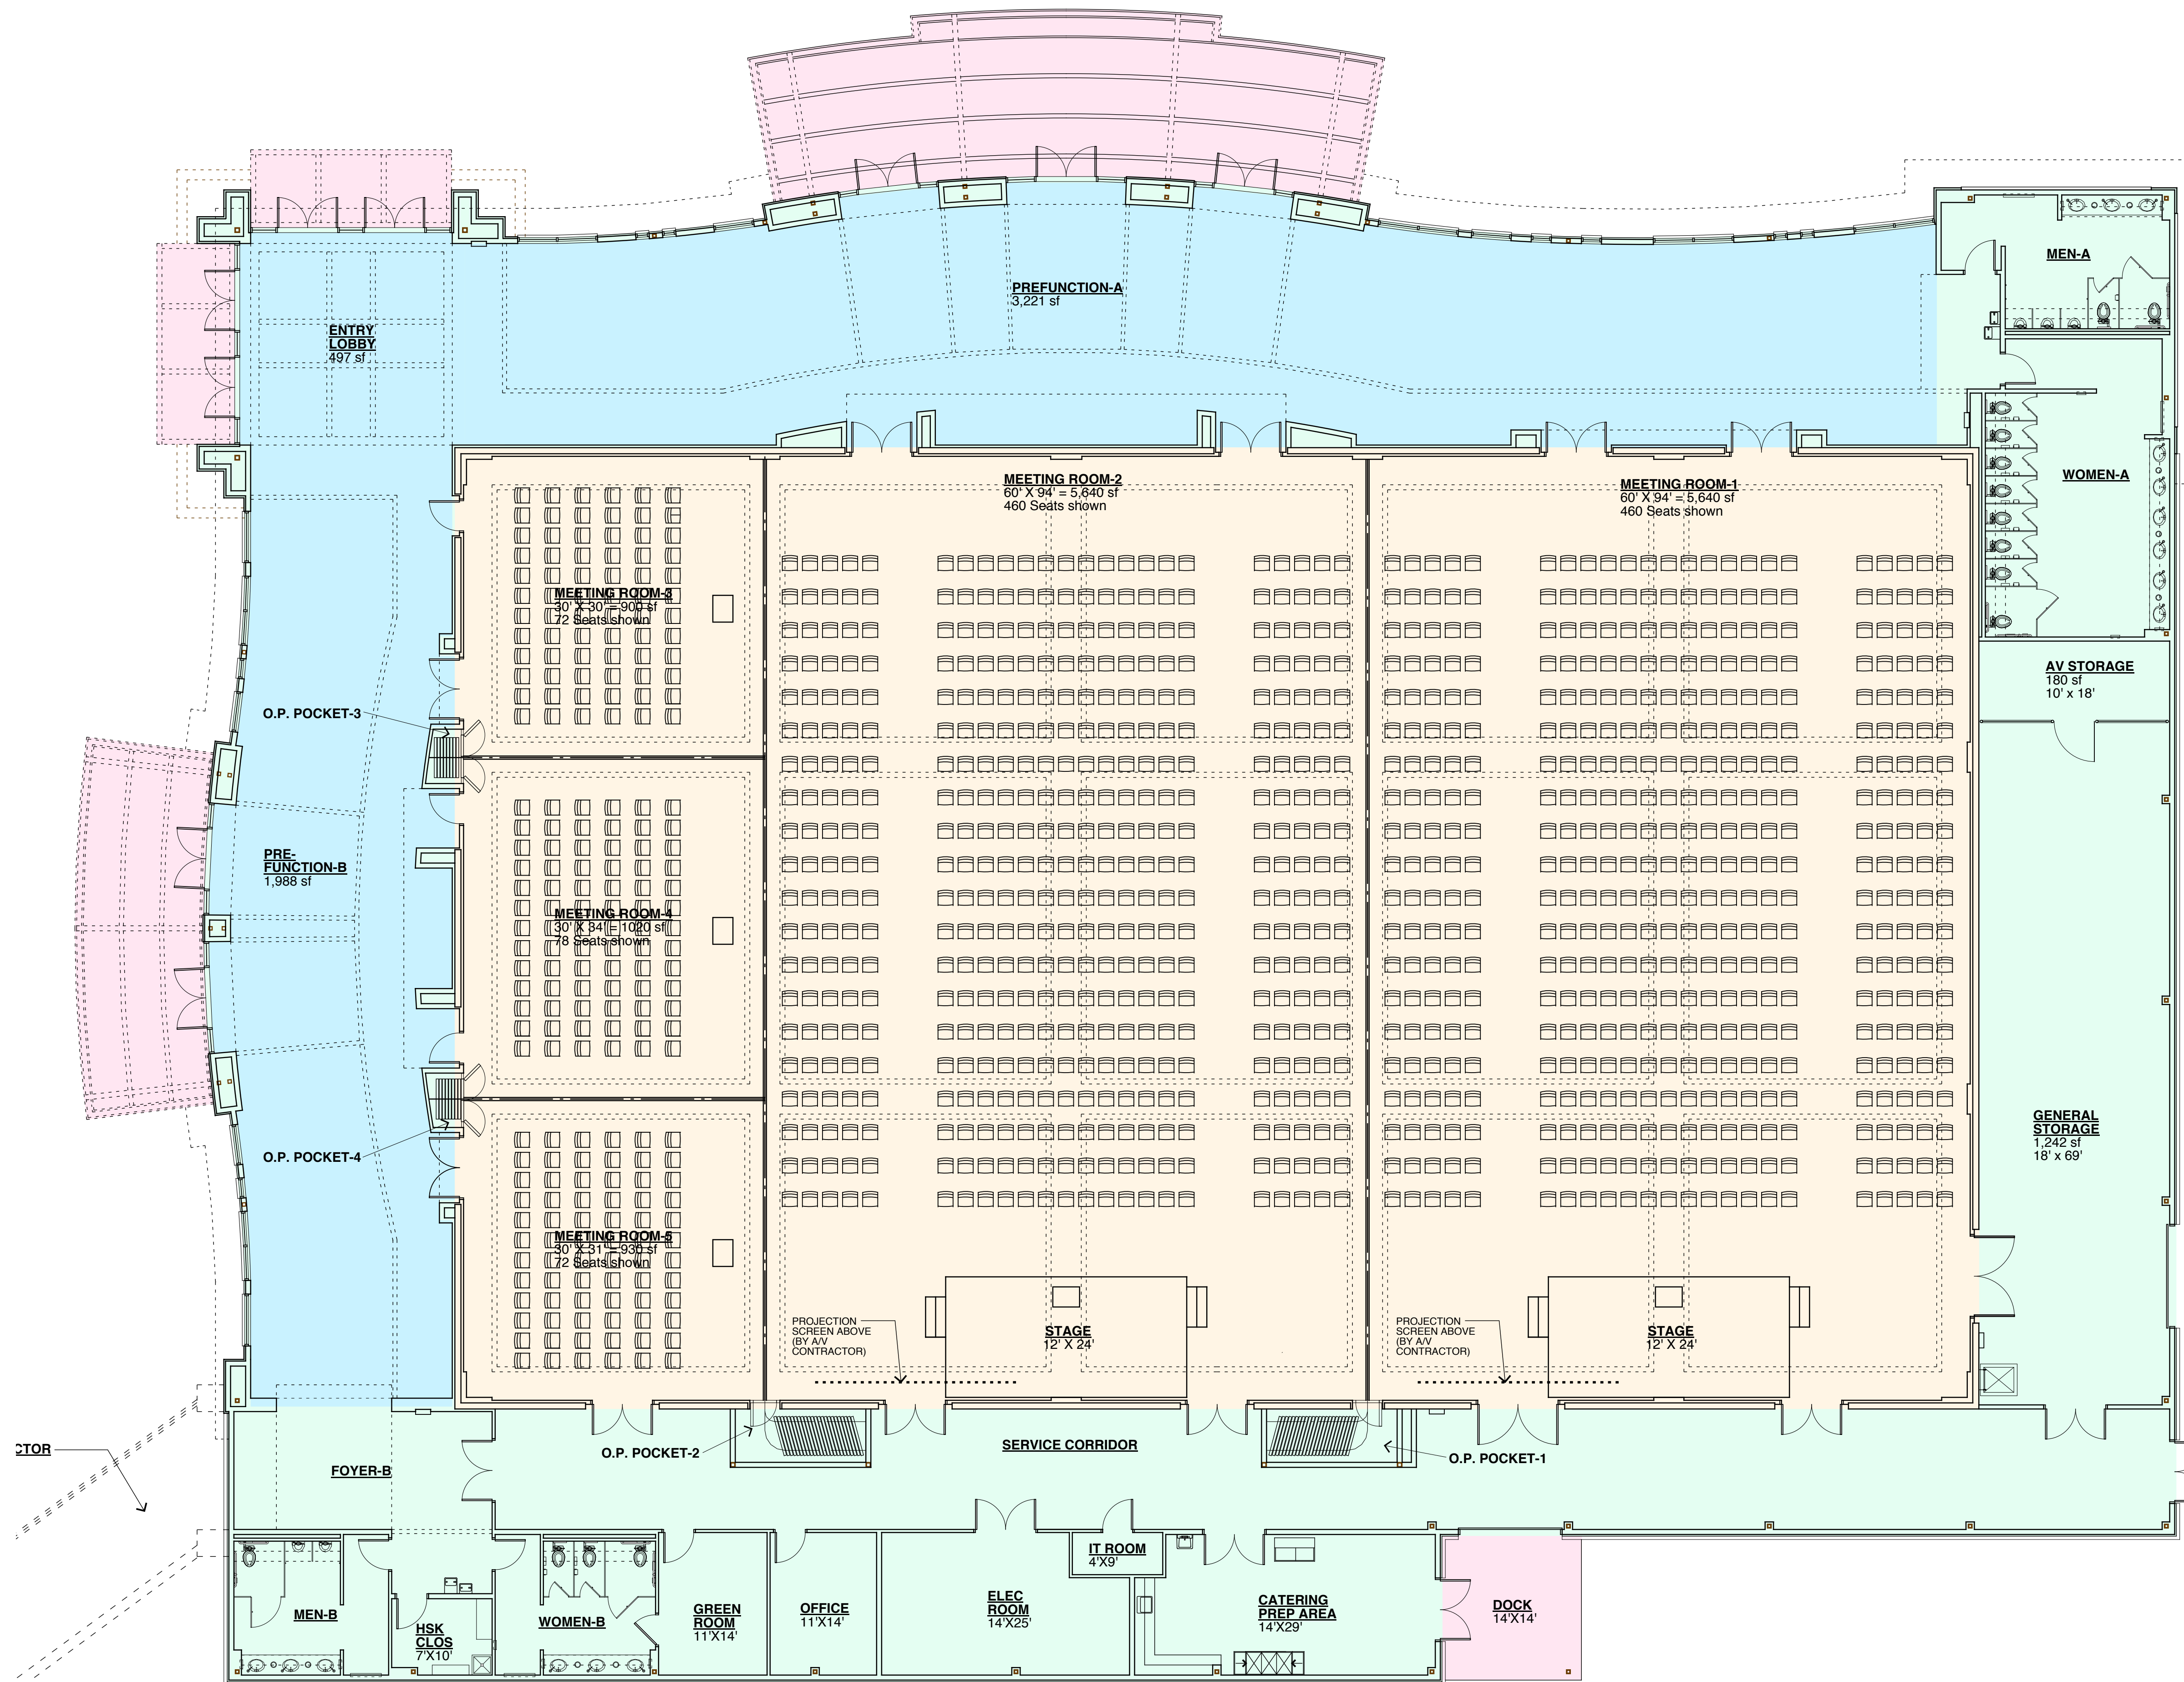 MEN-A
PREFUNCTION-A
3,221 sf
ENTRY
LOBBY
497 sf
MEETING ROOM-2
60' X 94' = 5,640 sf
460 Seats shown
MEETING ROOM-1
60' X 94' = 5,640 sf
460 Seats shown
WOMEN-A
MEETING ROOM-3
30' X 30' = 900 sf
72 Seats shown
AV STORAGE
180 sf
10' x 18'
O.P. POCKET-3
PRE-
FUNCTION-B
1,988 sf
MEETING ROOM-4
30' X 34' = 1020 sf
78 Seats shown
GENERAL
STORAGE
1,242 sf
18' x 69'
O.P. POCKET-4
MEETING ROOM-5
30' X 31' = 930 sf
72 Seats shown
PROJECTION
SCREEN ABOVE
(BY A/V
CONTRACTOR)
STAGE
12' X 24'
PROJECTION
SCREEN ABOVE
(BY A/V
CONTRACTOR)
STAGE
12' X 24'
CTOR
FOYER-B
O.P. POCKET-2
SERVICE CORRIDOR
O.P. POCKET-1
IT ROOM
4'X9'
MEN-B
HSK
CLOS
7'X10'
WOMEN-B
GREEN
ROOM
11'X14'
OFFICE
11'X14'
ELEC
ROOM
14'X25'
CATERING
PREP AREA
14'X29'
DOCK
14'X14'